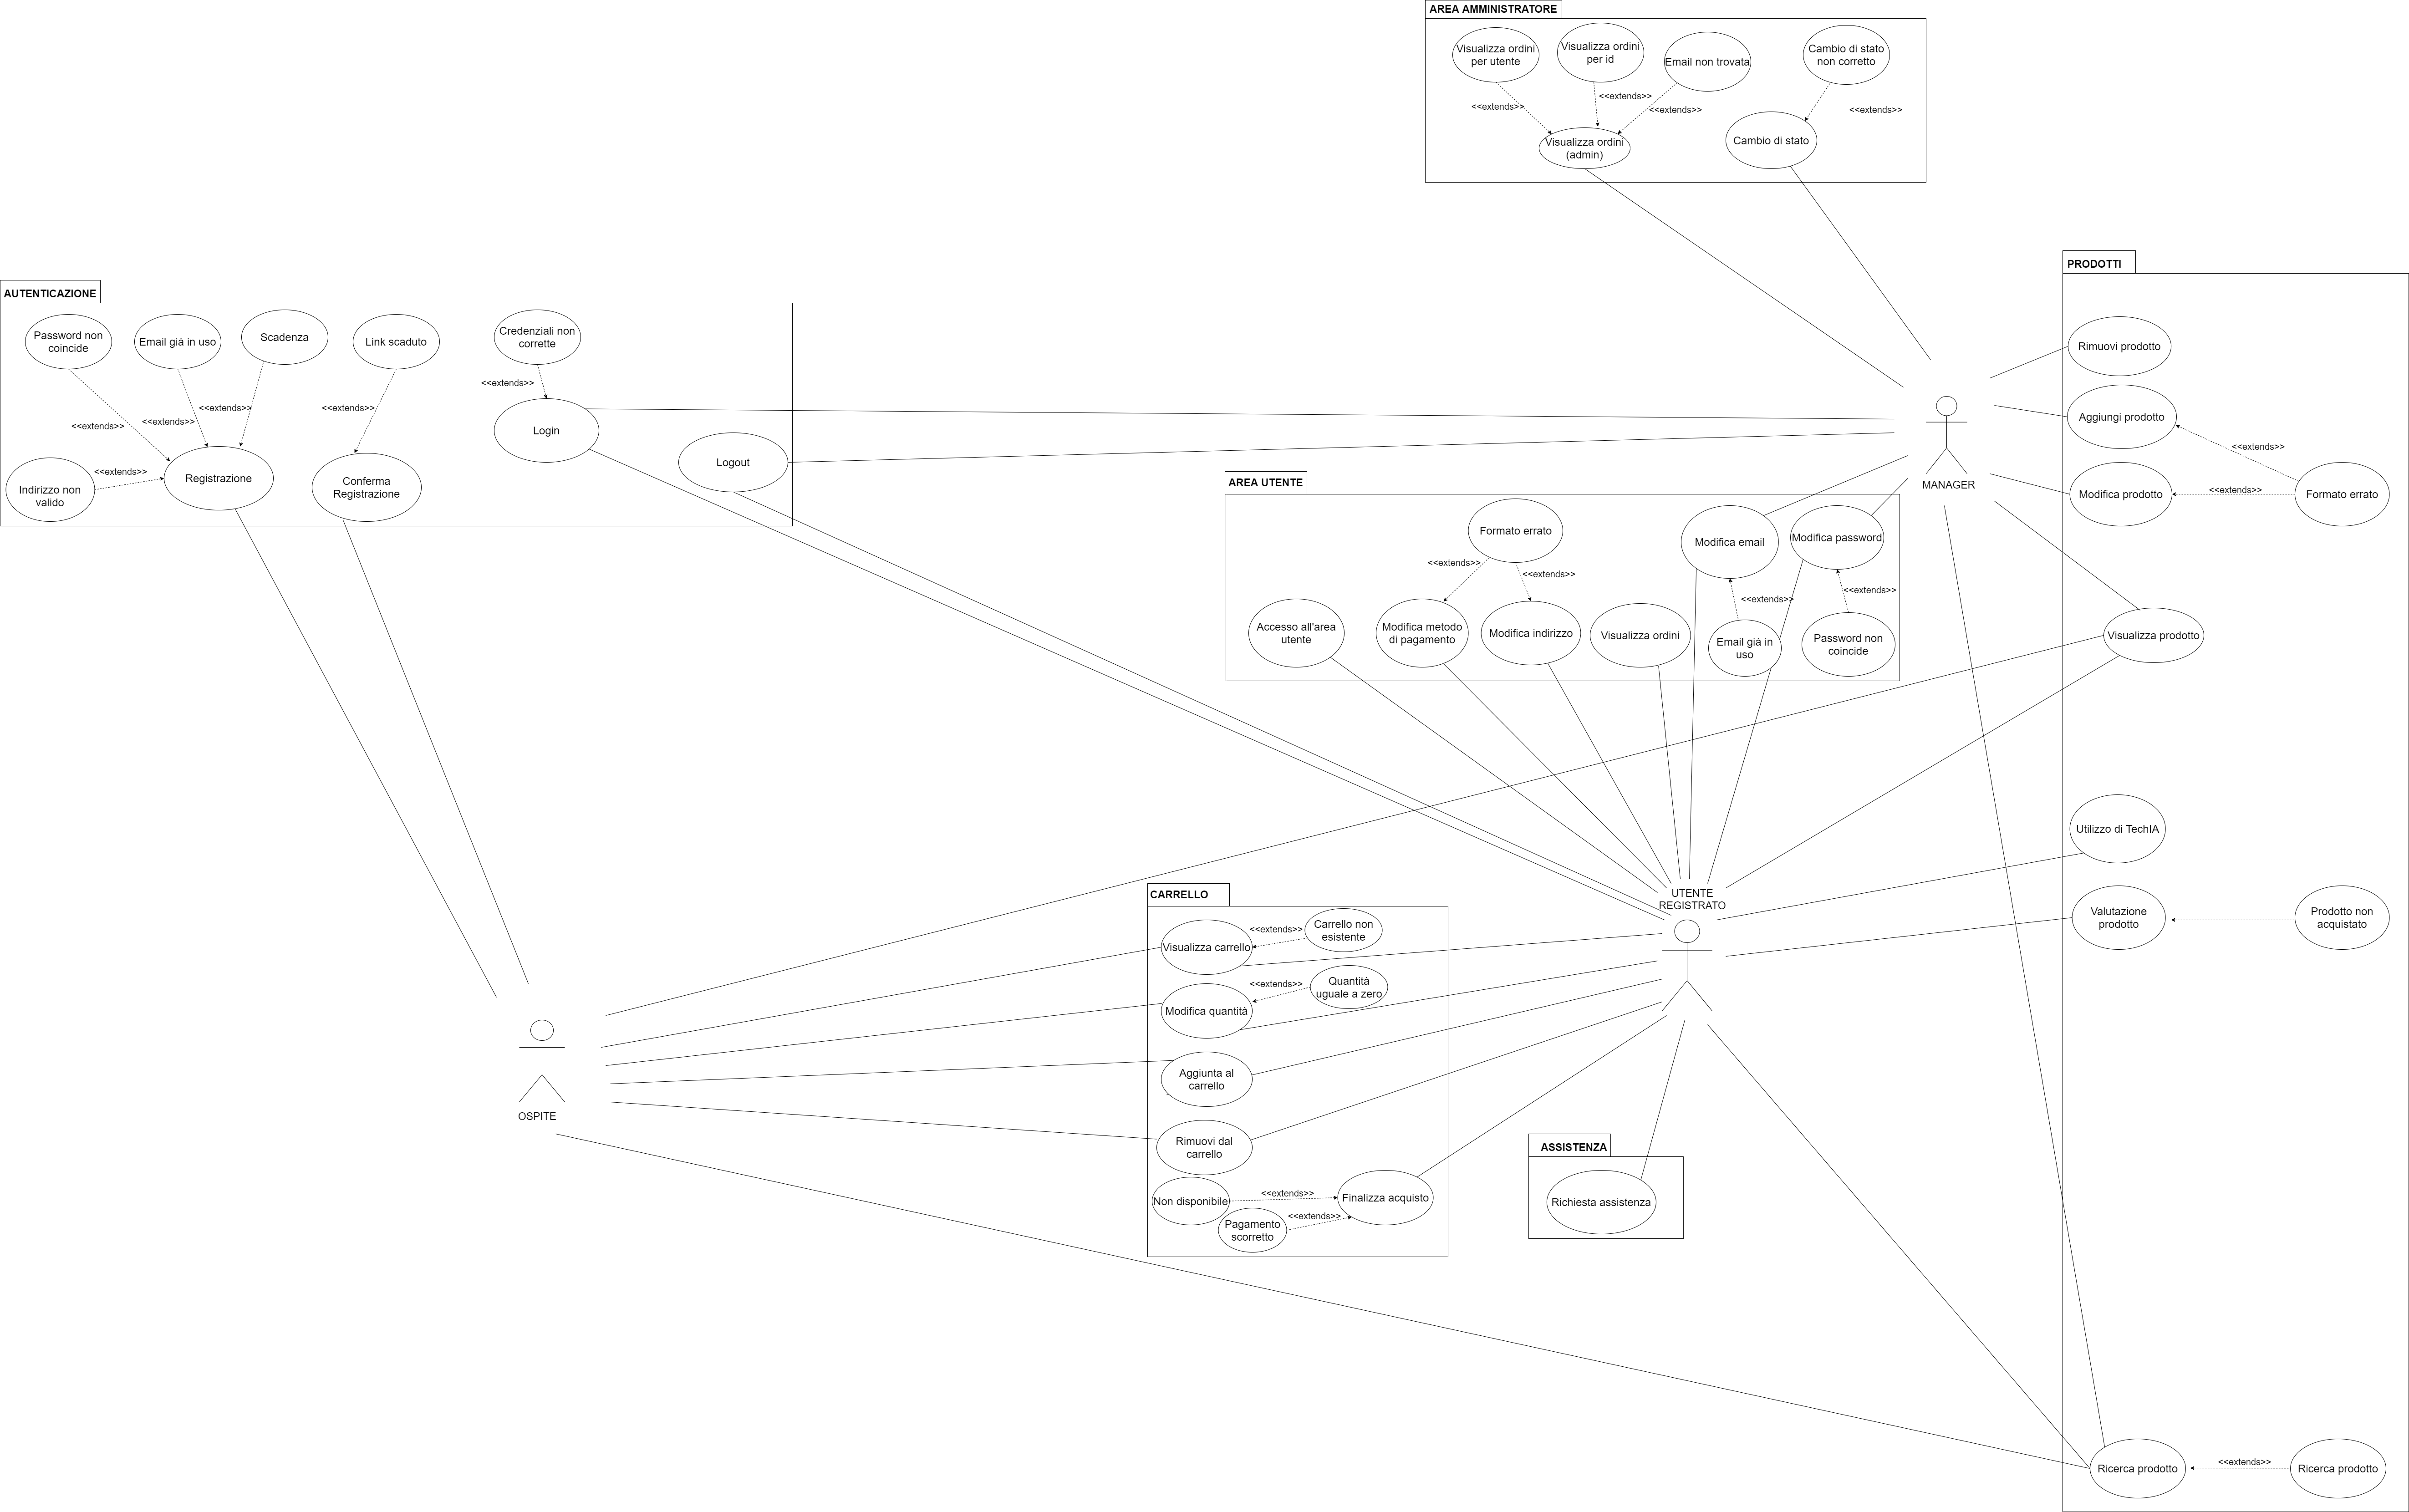 AREA AMMINISTRATORE
Visualizza ordini
per utente
Visualizza ordini
per id
Email non trovata
Cambio di stato
non corretto
<<extends>>
<<extends>>
<<extends>>
<<extends>>
Visualizza ordini
(admin)
Cambio di stato
AUTENTICAZIONE
Password non
coincide
Email già in uso
Scadenza
Link scaduto
Credenziali non
corrette
<<extends>>
<<extends>>
<<extends>>
<<extends>>
<<extends>>
<<extends>>
Indirizzo non
valido
Registrazione
Conferma
Registrazione
Login
Logout
MANAGER
PRODOTTI
Rimuovi prodotto
Aggiungi prodotto
<<extends>>
Modifica prodotto
<<extends>>
Formato errato
Visualizza prodotto
Utilizzo di TechIA
Valutazione
prodotto
Prodotto non
acquistato
Ricerca prodotto
<<extends>>
Ricerca prodotto
AREA UTENTE
Formato errato
Modifica email
Modifica password
<<extends>>
<<extends>>
<<extends>>
<<extends>>
Accesso all'area
utente
Modifica metodo
di pagamento
Modifica indirizzo
Visualizza ordini
Email già in
uso
Password non
coincide
UTENTE
REGISTRATO
CARRELLO
Visualizza carrello
<<extends>>
Carrello non
esistente
Modifica quantità
<<extends>>
Quantità
uguale a zero
Aggiunta al
carrello
Rimuovi dal
carrello
Non disponibile
<<extends>>
Finalizza acquisto
Pagamento
scorretto
<<extends>>
OSPITE
ASSISTENZA
Richiesta assistenza